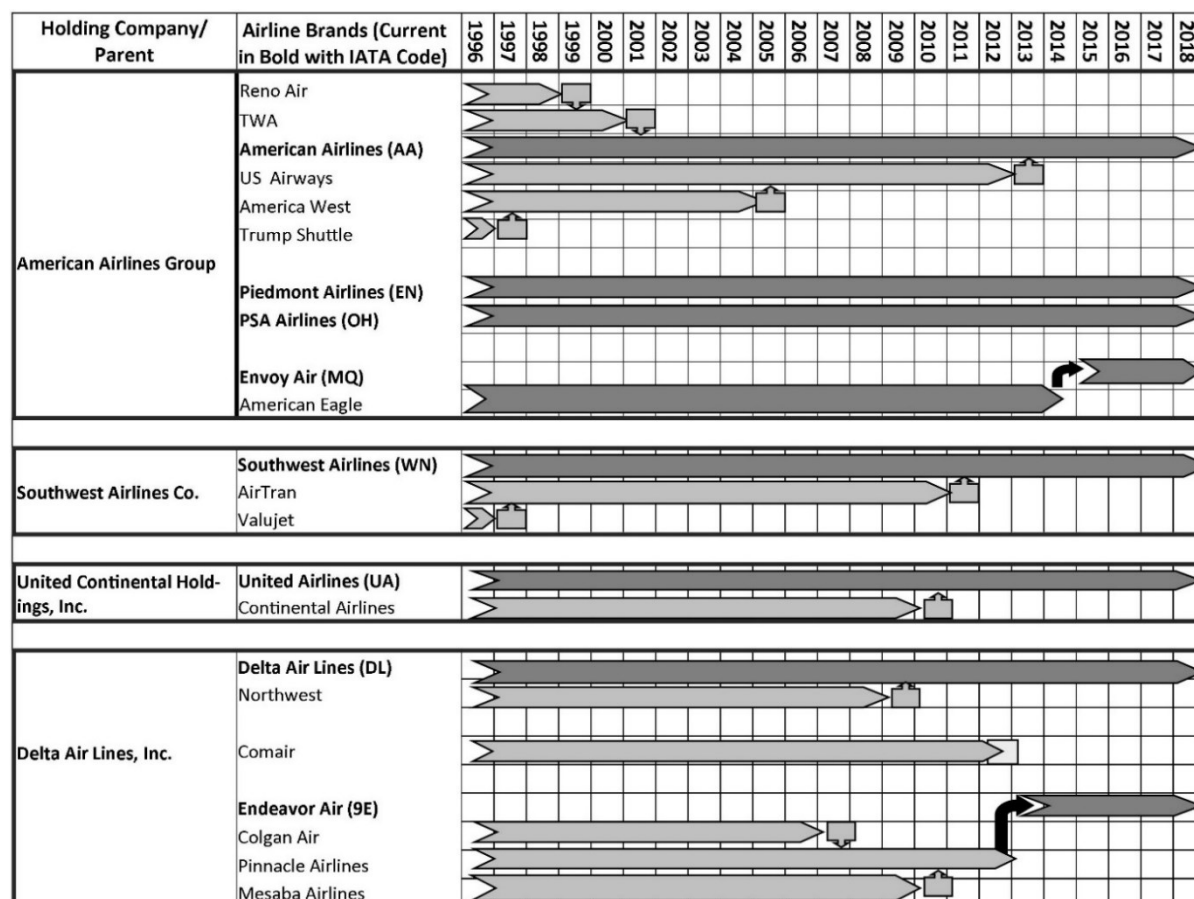 Holding Company/
Parent
Airline Brands (Current
in Bold with IATA Code)
1996
1997
1998
1999
2000
2001
2002
2003
2004
2005
2006
2007
2008
2009
2010
2011
2012
2013
2014
2015
2016
2017
2018
American Airlines Group
Reno Air
TWA
American Airlines (AA)
US Airways
America West
Trump Shuttle
Piedmont Airlines (EN)
PSA Airlines (OH)
Envoy Air (MQ)
American Eagle
Southwest Airlines Co.
Southwest Airlines (WN)
AirTran
Valujet
United Continental Hold-
ings, Inc.
United Airlines (UA)
Continental Airlines
Delta Air Lines, Inc.
Delta Air Lines (DL)
Northwest
Comair
Endeavor Air (9E)
Colgan Air
Pinnacle Airlines
Mesaba Airlines